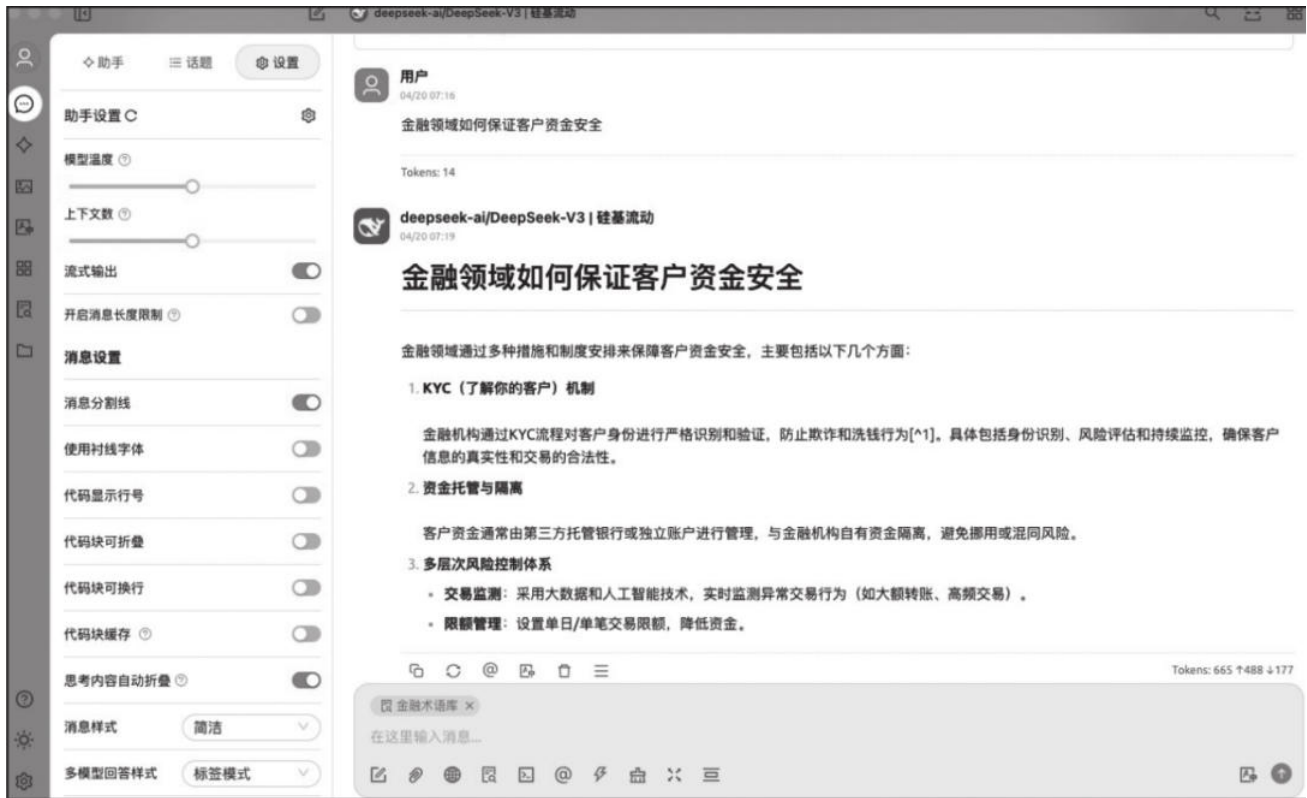 deepseek-ai/DeepSeek-V3 | 硅基流动
助手
话题
设置
助手设置
模型温度
上下文数
流式输出
开启消息长度限制
消息设置
消息分割线
使用衬线字体
代码显示行号
代码块可折叠
代码块可换行
代码块缓存
思考内容自动折叠
消息样式
简洁
多模型回答样式
标签模式
用户
04/20 07:16
金融领域如何保证客户资金安全
Tokens: 14
deepseek-ai/DeepSeek-V3 | 硅基流动
04/20 07:19
金融领域如何保证客户资金安全
金融领域通过多种措施和制度安排来保障客户资金安全，主要包括以下几个方面：
1. KYC（了解你的客户）机制
金融机构通过KYC流程对客户身份进行严格识别和验证，防止欺诈和洗钱行为[^1]。具体包括身份识别、风险评估和持续监控，确保客户
信息的真实性和交易的合法性。
2. 资金托管与隔离
客户资金通常由第三方托管银行或独立账户进行管理，与金融机构自有资金隔离，避免挪用或混同风险。
3. 多层次风险控制体系
• 交易监测：采用大数据和人工智能技术，实时监测异常交易行为（如大额转账、高频交易）。
• 限额管理：设置单日/单笔交易限额，降低资金。
Tokens: 665 ↑488 ↓177
金融术语库 ×
在这里输入消息...